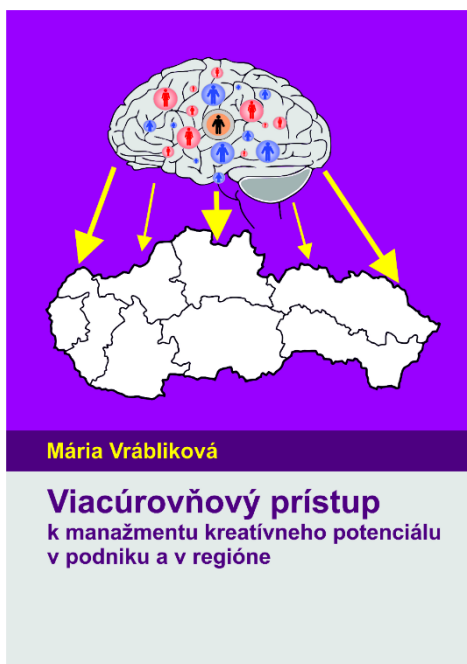 Mária Vrábliková
Viacúrovňový prístup
k manažmentu kreatívneho potenciálu
v podniku a v regióne